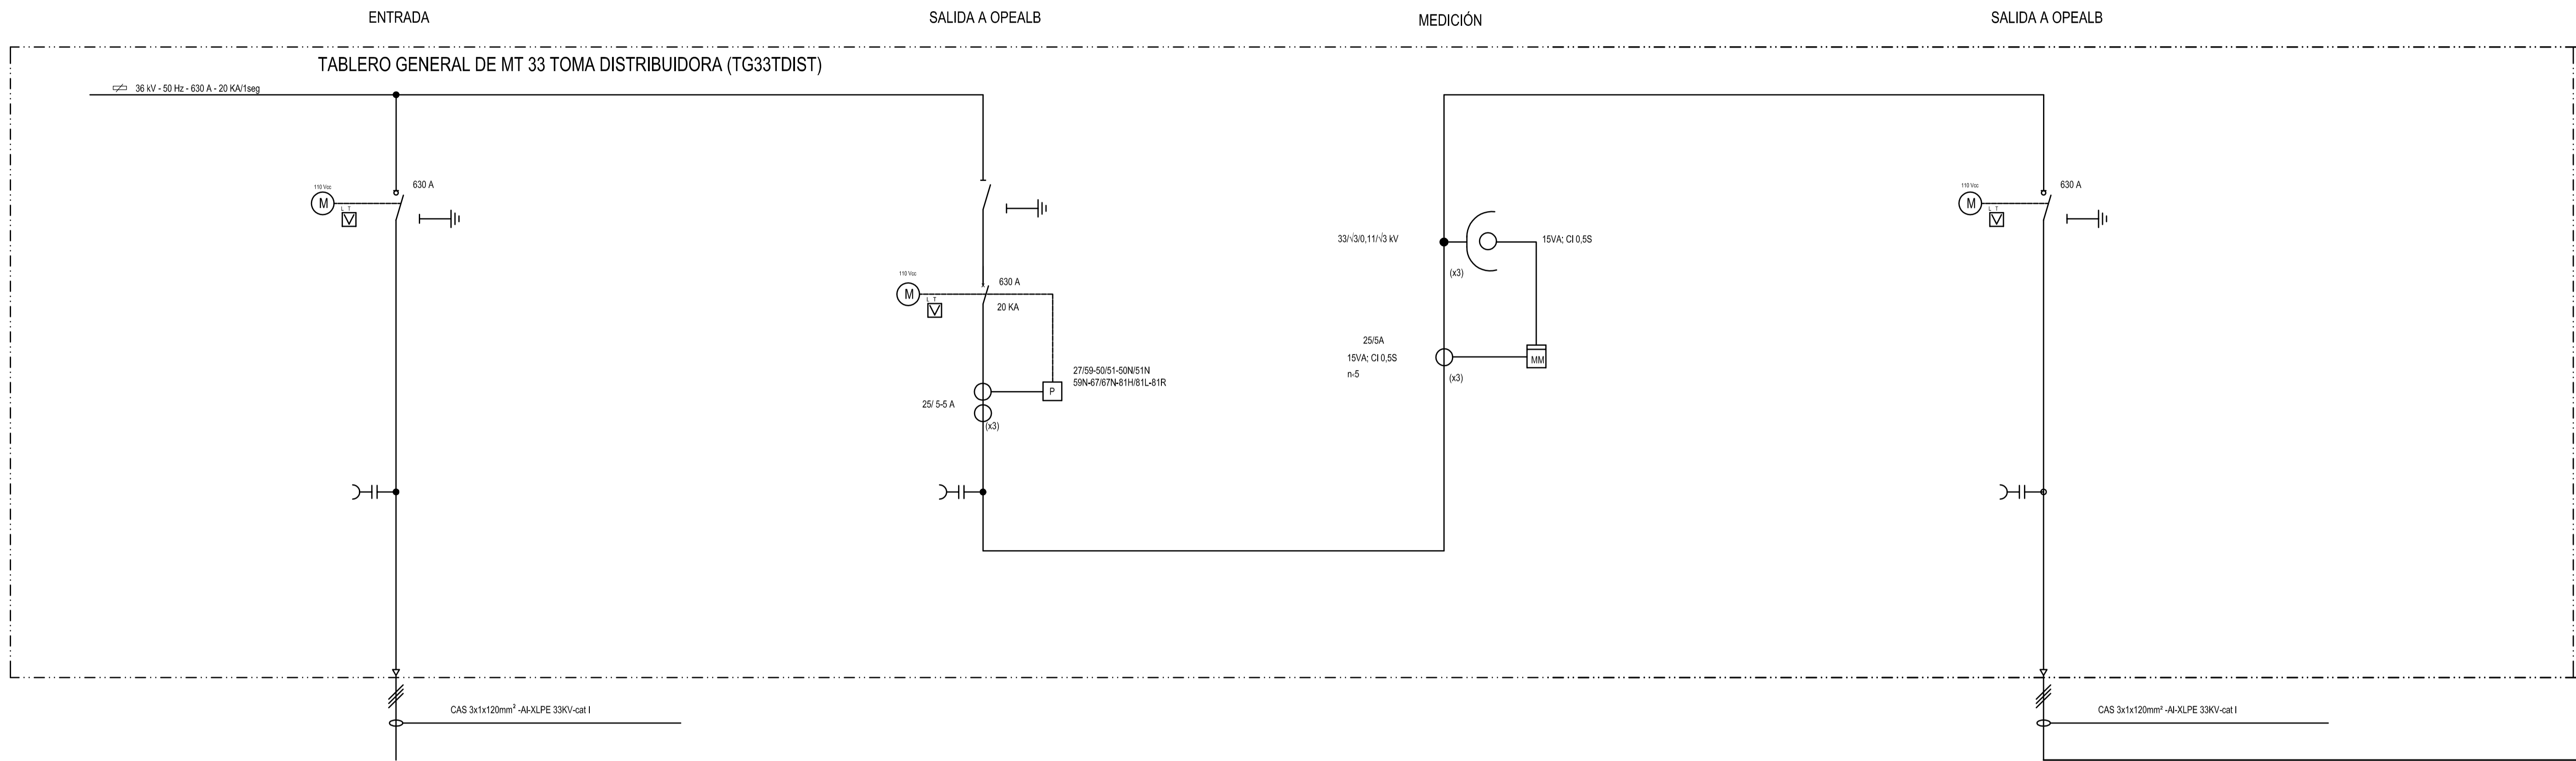 ENTRADA
SALIDA A OPEALB
MEDICIÓN
SALIDA A OPEALB
TABLERO GENERAL DE MT 33 TOMA DISTRIBUIDORA (TG33TDIST)
36 kV - 50 Hz - 630 A - 20 KA/1seg
110 Vcc
M
L T
630 A
110 Vcc
M
L T
630 A
20 KA
27/59-50/51-50N/51N
59N-67/67N-81H/81L-81R
P
25/ 5-5 A
(x3)
33/√3/0,11/√3 kV
15VA; Cl 0,5S
(x3)
25/5A
15VA; Cl 0,5S
n-5
MM
(x3)
110 Vcc
M
L T
630 A
CAS 3x1x120mm² -Al-XLPE 33KV-cat I
CAS 3x1x120mm² -Al-XLPE 33KV-cat I